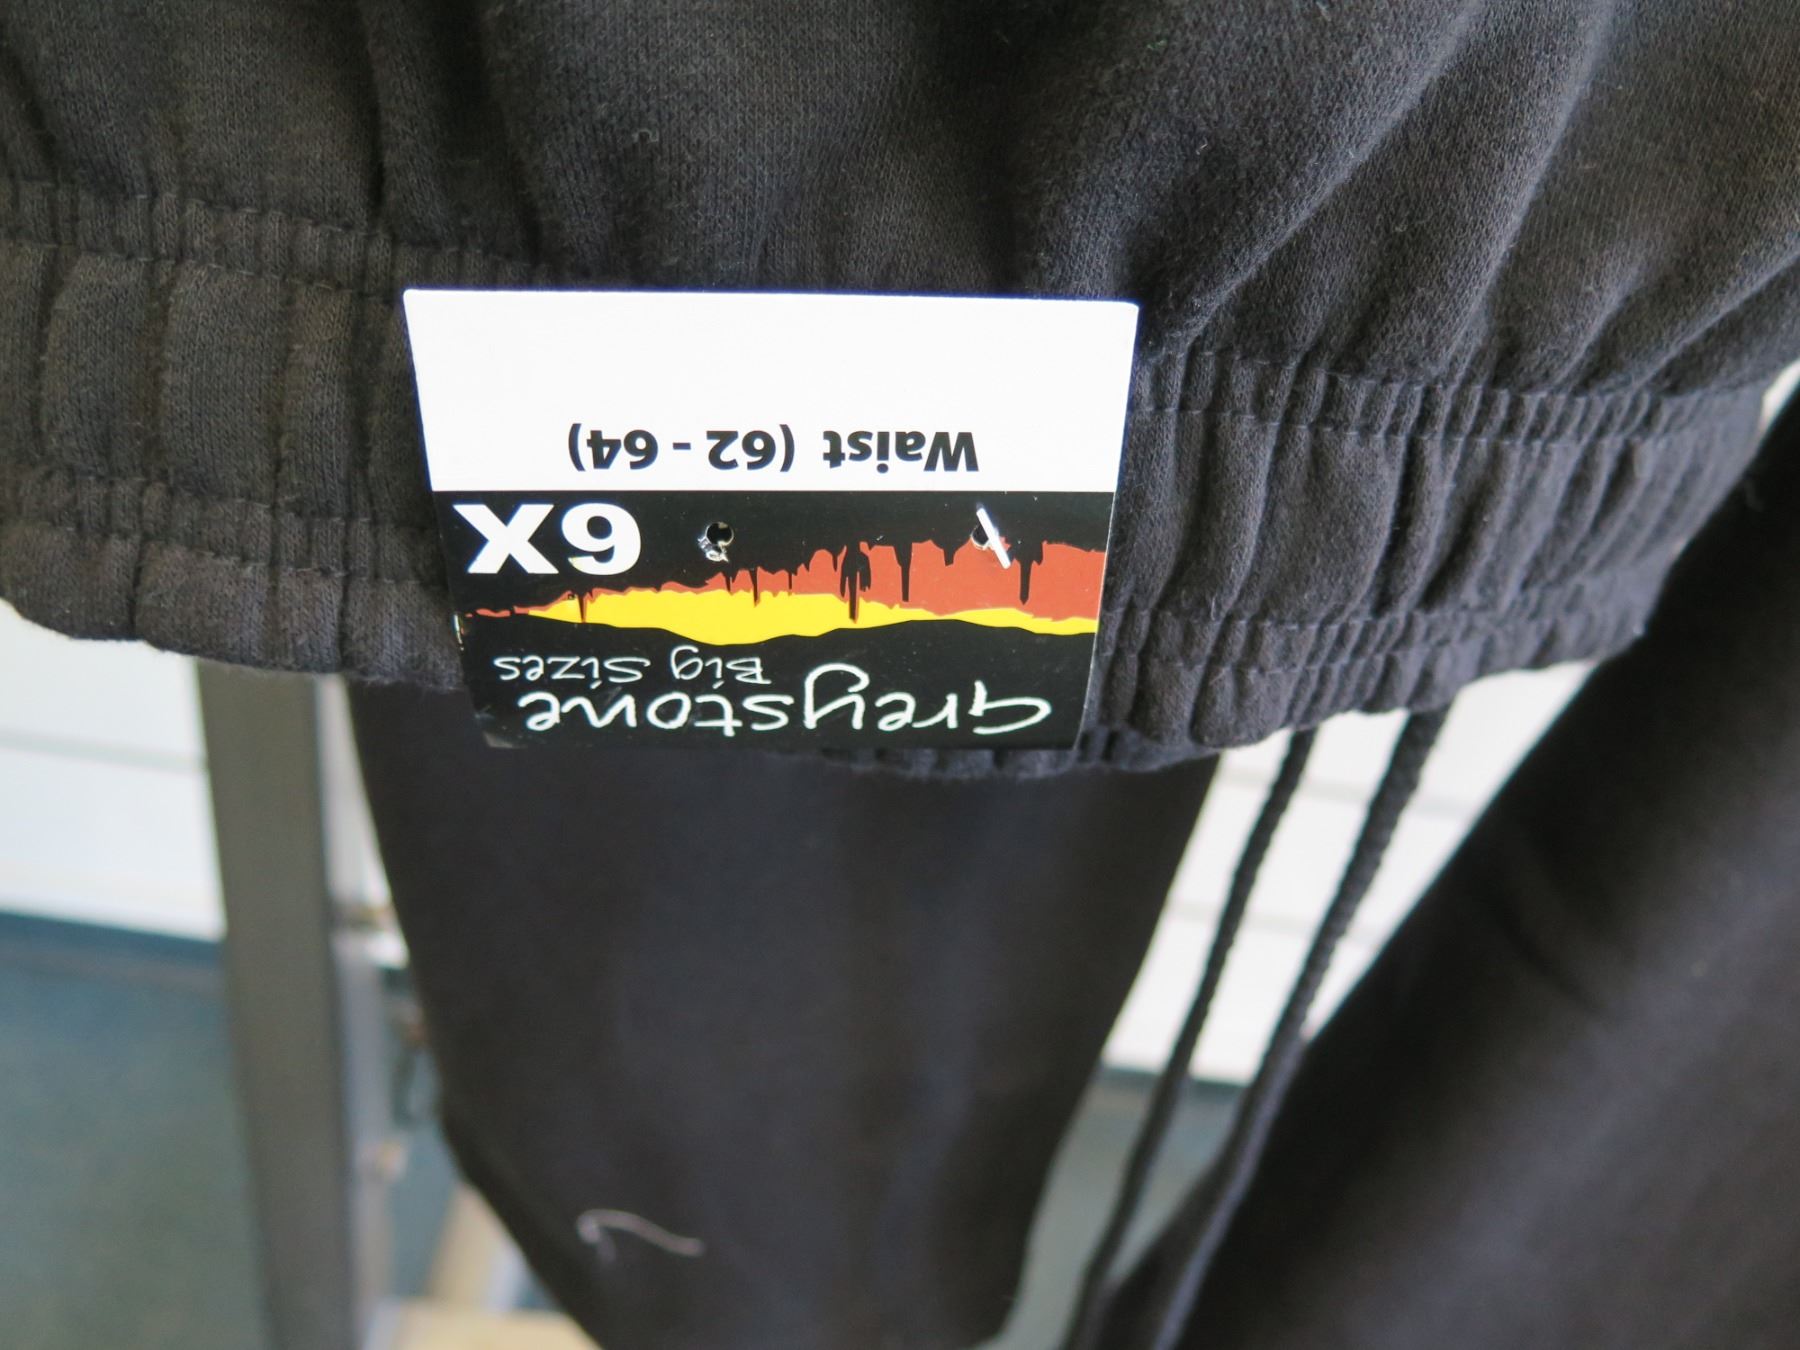 Greystone
Big Sizes
6X
Waist (62 - 64)